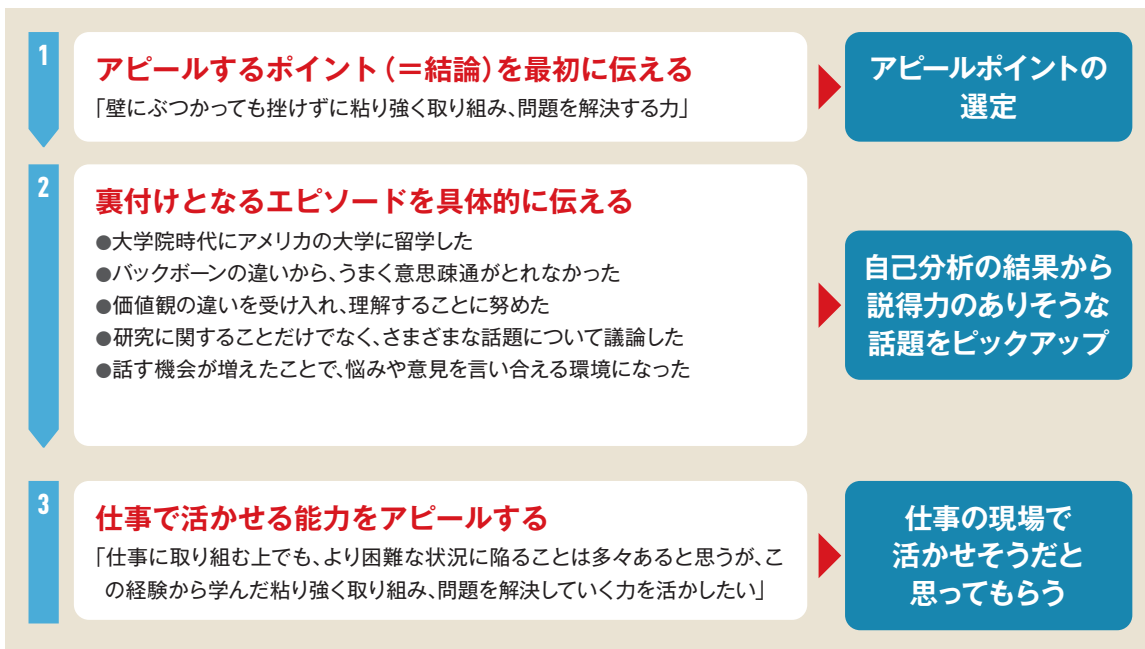 1
アピールするポイント（＝結論）を最初に伝える
「壁にぶつかっても挫けずに粘り強く取り組み、問題を解決する力」
アピールポイントの
選定
2
裏付けとなるエピソードを具体的に伝える
●大学院時代にアメリカの大学に留学した
●バックボーンの違いから、うまく意思疎通がとれなかった
●価値観の違いを受け入れ、理解することに努めた
●研究に関することだけでなく、さまざまな話題について議論した
●話す機会が増えたことで、悩みや意見を言い合える環境になった
自己分析の結果から
説得力のありそうな
話題をピックアップ
3
仕事で活かせる能力をアピールする
「仕事に取り組む上でも、より困難な状況に陥ることは多々あると思うが、こ
の経験から学んだ粘り強く取り組み、問題を解決していく力を活かしたい」
仕事の現場で
活かせそうだと
思ってもらう